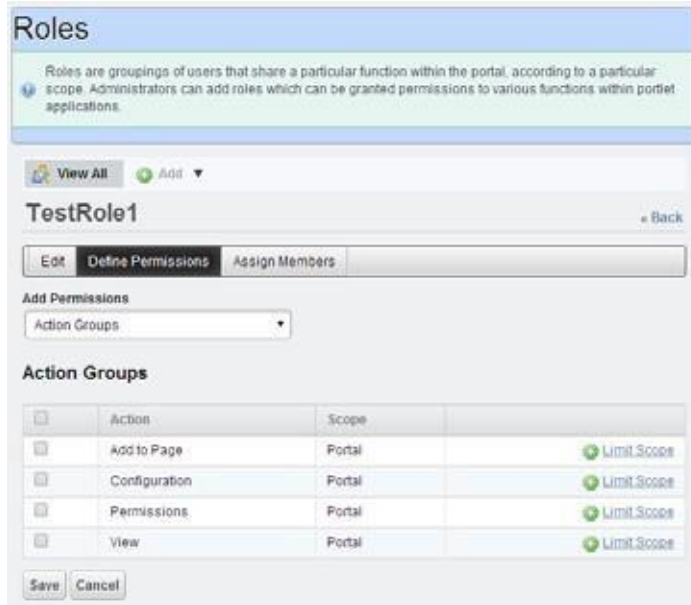 Roles
Roles are groupings of users that share a particular function within the portal, according to a particular
scope. Administrators can add roles which can be granted permissions to various functions within portlet
applications.
View All Add ▼
TestRole1
« Back
Edit Define Permissions Assign Members
Add Permissions
Action Groups
Action Groups
Action Scope
Add to Page Portal Limit Scope
Configuration Portal Limit Scope
Permissions Portal Limit Scope
View Portal Limit Scope
Save Cancel